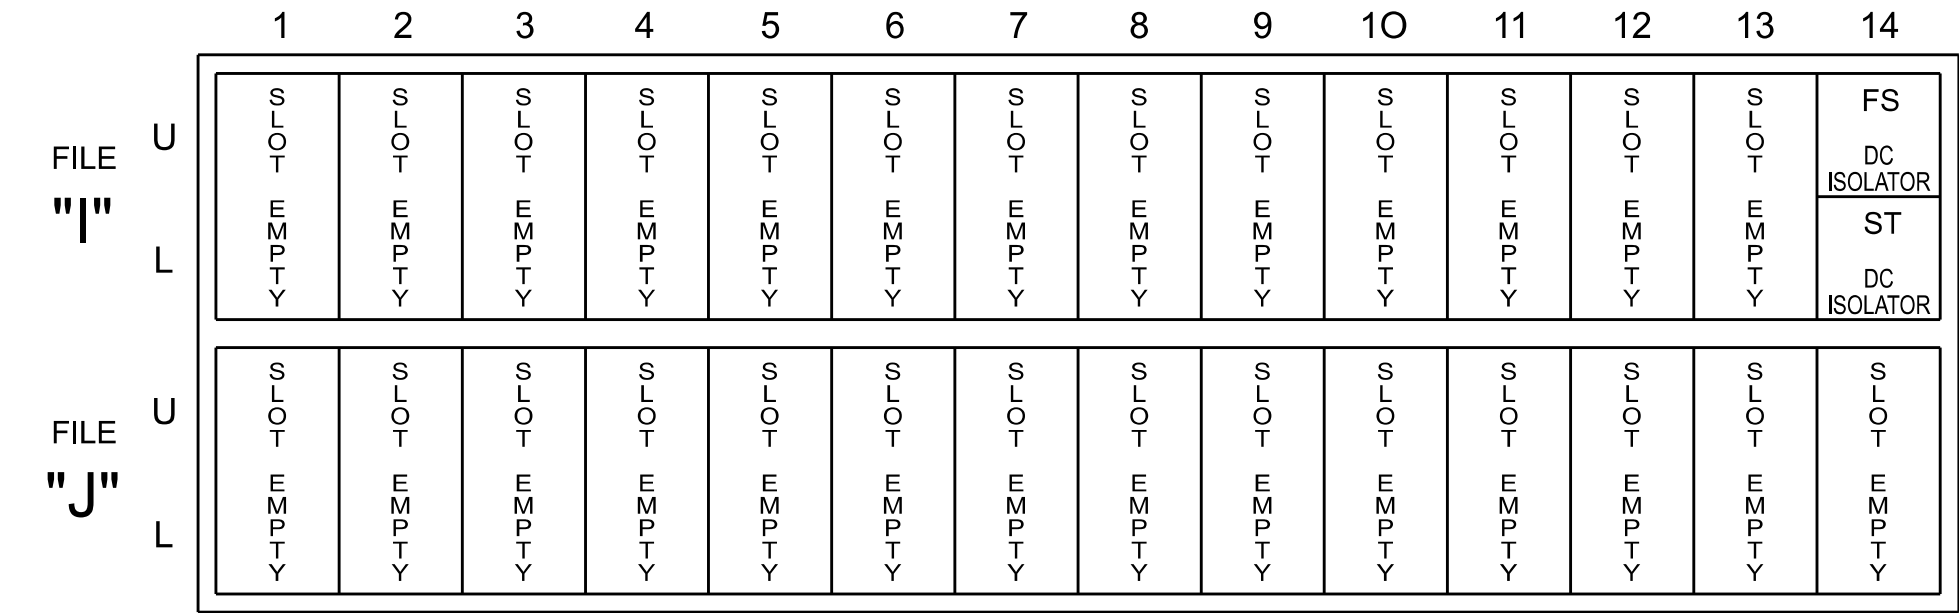 1 2 3 4 5 6 7 8 9 10 11 12 13 14
FILE "I"
U
L
SLOT EMPTY SLOT EMPTY SLOT EMPTY SLOT EMPTY SLOT EMPTY SLOT EMPTY SLOT EMPTY SLOT EMPTY SLOT EMPTY SLOT EMPTY SLOT EMPTY SLOT EMPTY SLOT EMPTY
FS
DC
ISOLATOR
ST
DC
ISOLATOR
FILE "J"
U
L
SLOT EMPTY SLOT EMPTY SLOT EMPTY SLOT EMPTY SLOT EMPTY SLOT EMPTY SLOT EMPTY SLOT EMPTY SLOT EMPTY SLOT EMPTY SLOT EMPTY SLOT EMPTY SLOT EMPTY SLOT EMPTY